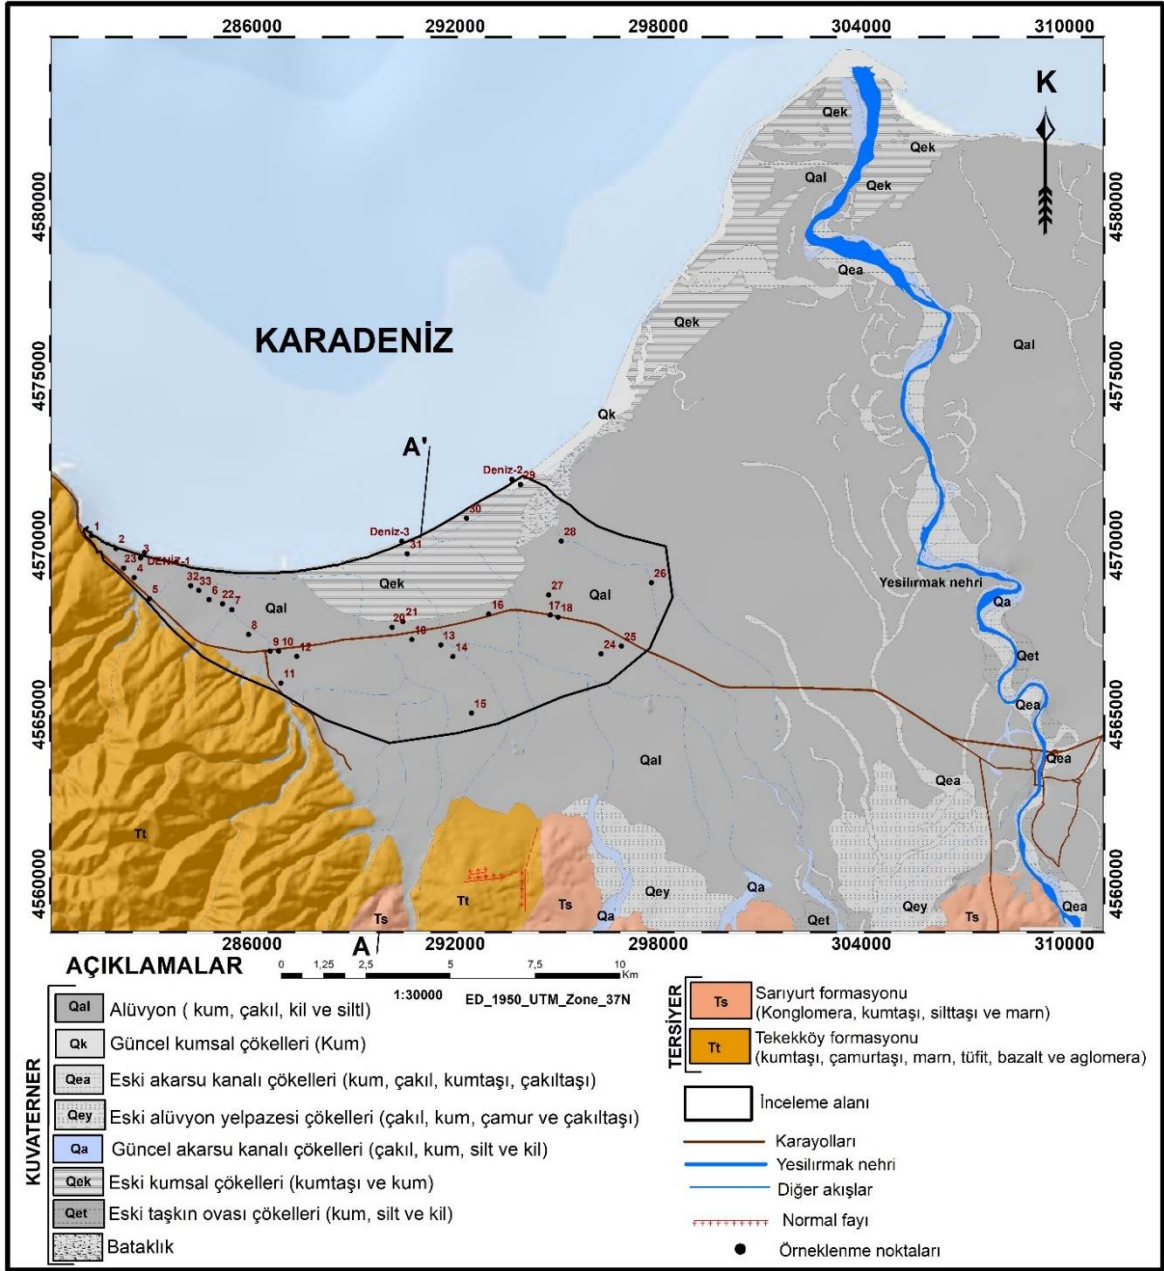 286000 292000 298000 304000 310000
K
4580000 4580000
4575000 4575000
4570000 4570000
4565000 4565000
4560000 4560000
KARADENİZ
Qek
Qek
Qal
Qek
Qea
Qek
Qal
Qk
A'
Deniz-2
29
30
Deniz-3
31
28
1
2
3
DENİZ-1
23
4
5
32
33
6
22
7
8
Qal
Qek
27
Qal
26
20
21
16
17
18
9
10
12
19
13
14
24
25
11
15
Yesilırmak nehri
Qa
Qet
Qea
Qea
Qal
Qea
Tt
Ts
Tt
Ts
Qey
Qa
Qa
Qet
Qey
Ts
Qea
A
286000 292000 298000 304000 310000
AÇIKLAMALAR
0 1,25 2,5 5 7,5 10
Km
1:30000 ED_1950_UTM_Zone_37N
KUVATERNER
Qal Alüvyon ( kum, çakıl, kil ve siltl)
Qk Güncel kumsal çökelleri (Kum)
Qea Eski akarsu kanalı çökelleri (kum, çakıl, kumtaşı, çakıltaşı)
Qey Eski alüvyon yelpazesi çökelleri (çakıl, kum, çamur ve çakıltaşı)
Qa Güncel akarsu kanalı çökelleri (çakıl, kum, silt ve kil)
Qek Eski kumsal çökelleri (kumtaşı ve kum)
Qet Eski taşkın ovası çökelleri (kum, silt ve kil)
Bataklık
TERSİYER
Ts Sarıyurt formasyonu
(Konglomera, kumtaşı, silttaşı ve marn)
Tt Tekekköy formasyonu
(kumtaşı, çamurtaşı, marn, tüfit, bazalt ve aglomera)
İnceleme alanı
Karayolları
Yesilırmak nehri
Diğer akışlar
Normal fayı
Örneklenme noktaları